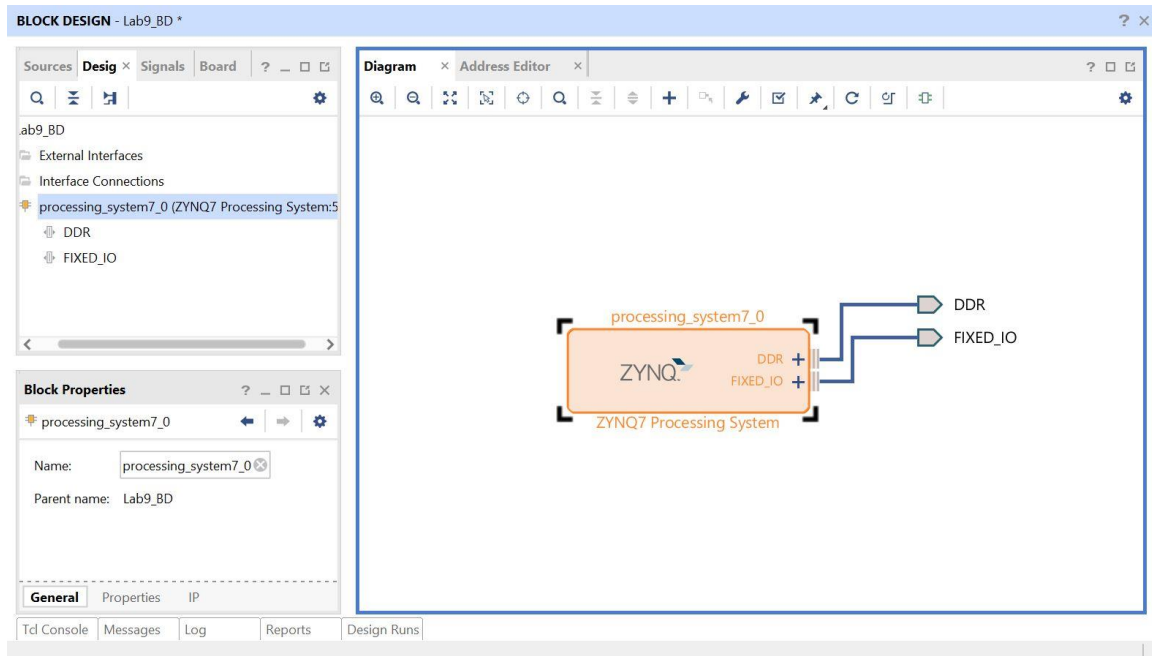 BLOCK DESIGN - Lab9_BD *
Sources Desig Signals Board
ab9_BD
External Interfaces
Interface Connections
processing_system7_0 (ZYNQ7 Processing System:5
DDR
FIXED_IO
Block Properties
processing_system7_0
Name: processing_system7_0
Parent name: Lab9_BD
General Properties IP
Diagram Address Editor
processing_system7_0
ZYNQ
DDR
FIXED_IO
ZYNQ7 Processing System
DDR
FIXED_IO
Tcl Console Messages Log Reports Design Runs